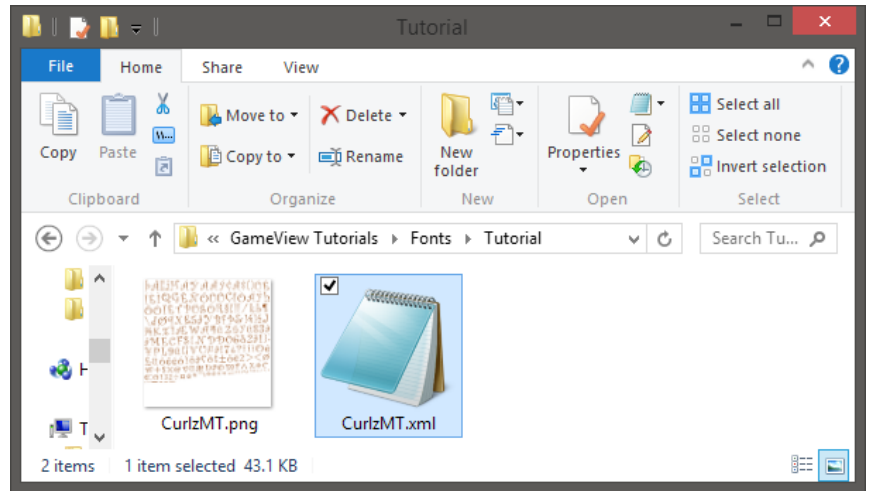 Tutorial
File Home Share View
Copy Paste
Move to Delete
Copy to Rename
New folder
Properties
Select all
Select none
Invert selection
Clipboard Organize New Open Select
« GameView Tutorials Fonts Tutorial
Search Tu...
H
T
CurlzMT.png CurlzMT.xml
2 items 1 item selected 43.1 KB